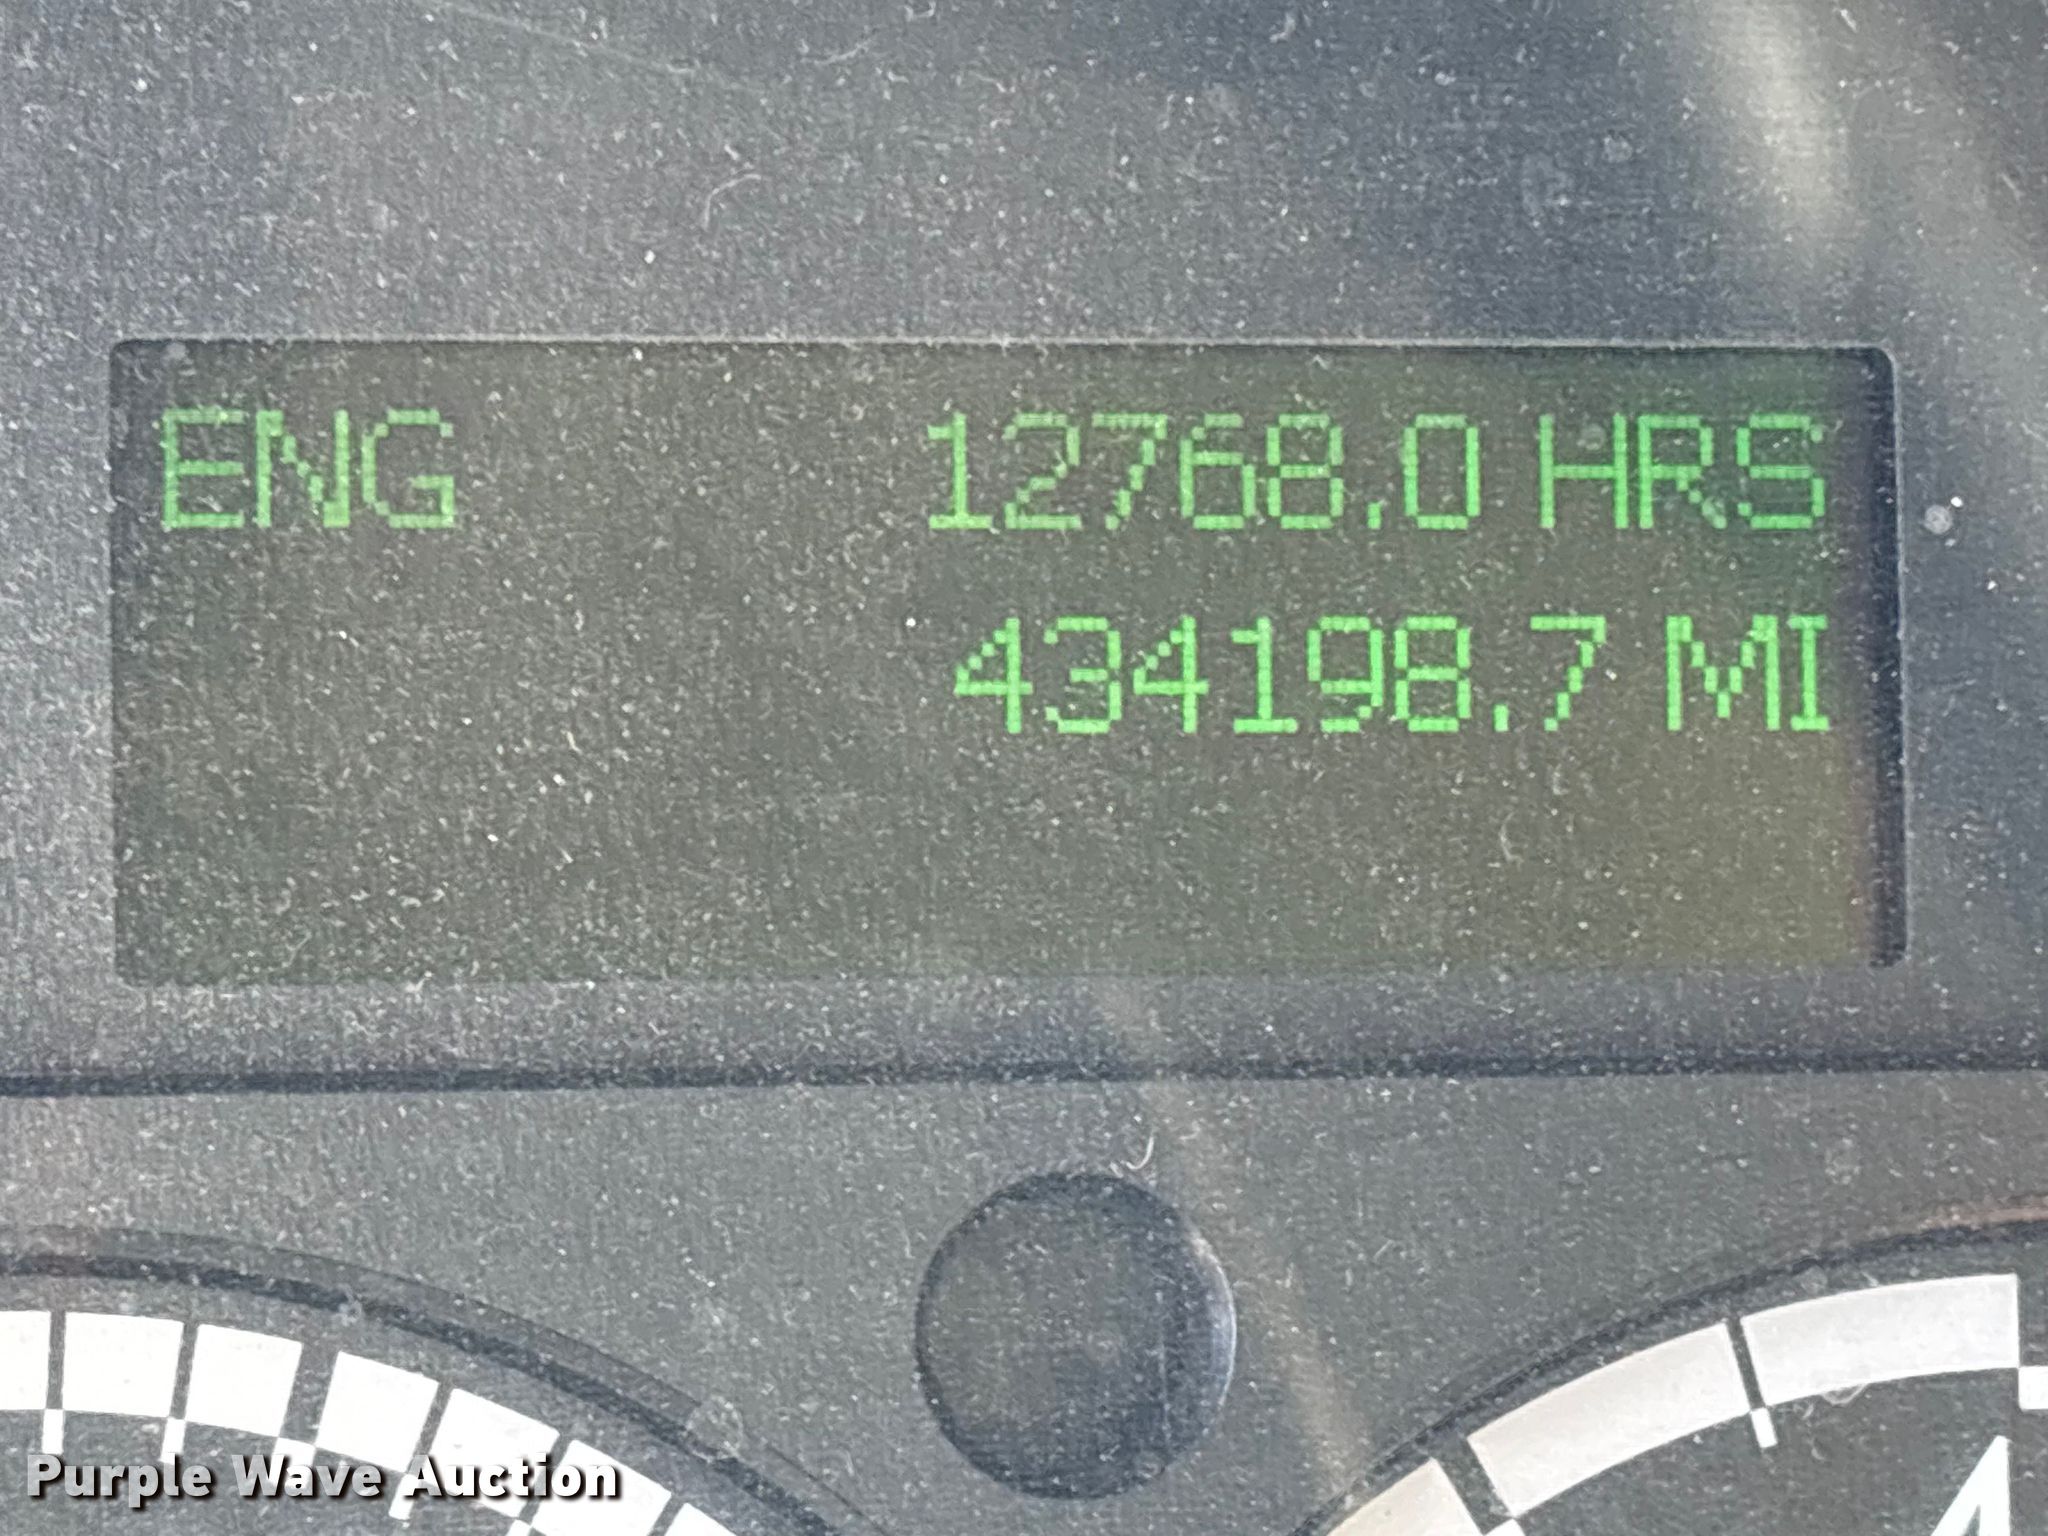 ENG 12768.0 HRS
434198.7 MI
Purple Wave Auction